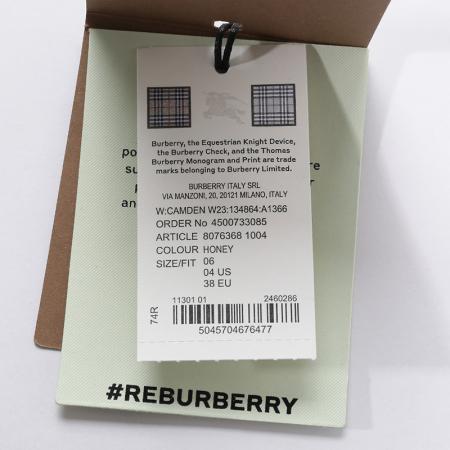 Burberry, the Equestrian Knight Device,
the Burberry Check, and the Thomas
Burberry Monogram and Print are trade
marks belonging to Burberry Limited.
BURBERRY ITALY SRL
VIA MANZONI, 20, 20121 MILANO, ITALY
W:CAMDEN W23:134864:A1366
ORDER No 4500733085
ARTICLE 8076368 1004
COLOUR HONEY
SIZE/FIT 06
04 US
38 EU
11301 01 2460286
74R
5045704676477
#REBURBERRY